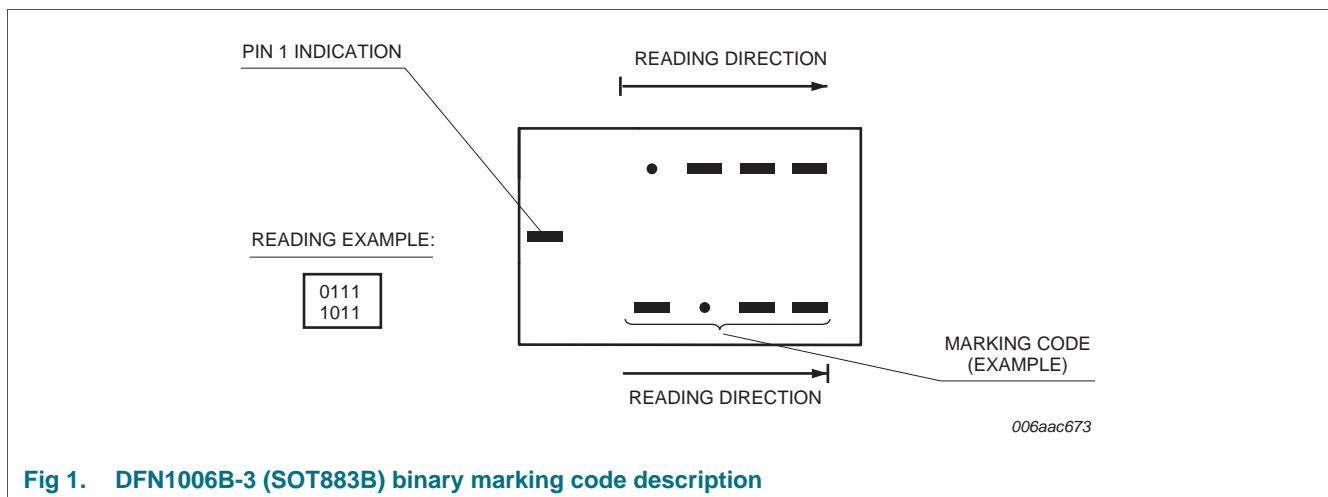 PIN 1 INDICATION
READING DIRECTION
READING EXAMPLE:
0111
1011
MARKING CODE
(EXAMPLE)
READING DIRECTION
006aac673
Fig 1. DFN1006B-3 (SOT883B) binary marking code description